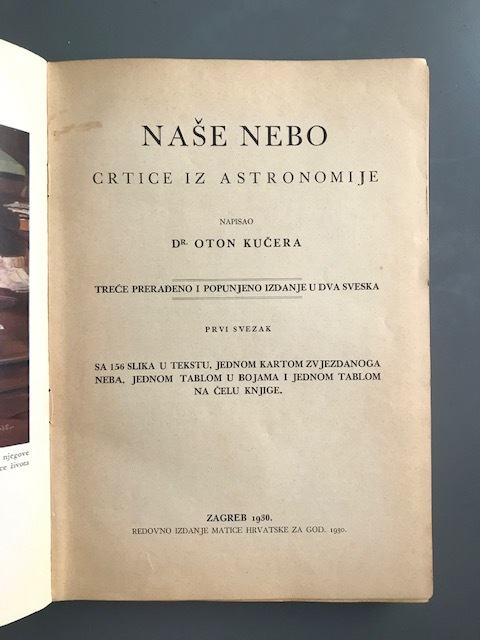 NAŠE NEBO
CRTICE IZ ASTRONOMIJE
NAPISAO
DR. OTON KUČERA
TREĆE PRERAĐENO I POPUNJENO IZDANJE U DVA SVESKA
PRVI SVEZAK
SA 156 SLIKA U TEKSTU, JEDNOM KARTOM ZVJEZDANOGA
NEBA, JEDNOM TABLOM U BOJAMA I JEDNOM TABLOM
NA ČELU KNJIGE.
ZAGREB 1930.
REDOVNO IZDANJE MATICE HRVATSKE ZA GOD. 1930.
njegove
života